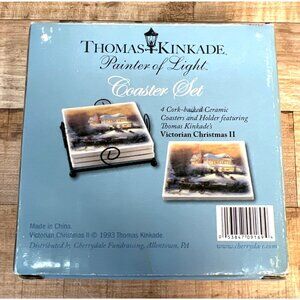 THOMAS KINKADE
Painter of Light
Coaster Set
4 Cork-backed Ceramic
Coasters and Holder featuring
Thomas Kinkade's
Victorian Christmas II
Made in China.
Victorian Christmas II © 1993 Thomas Kinkade.
Distributed by Cherrydale Fundraising, Allentown, PA
www.cherrydale.com